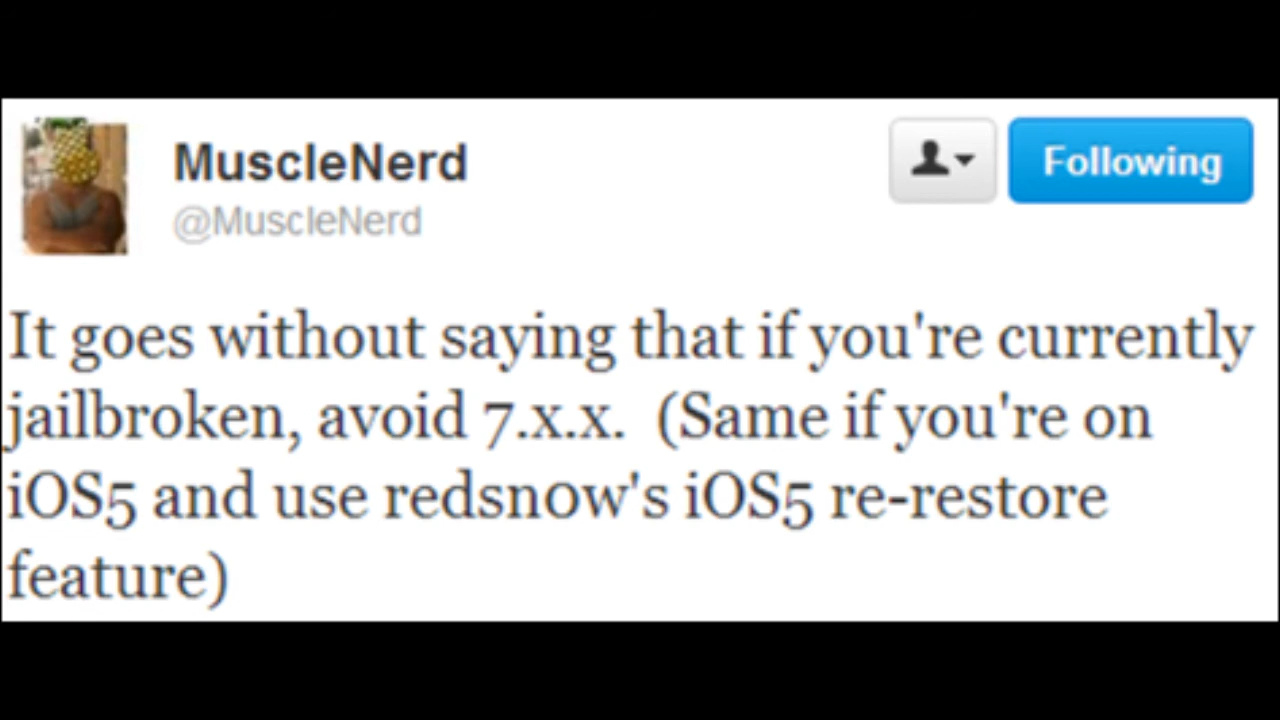 MuscleNerd
@MuscleNerd
Following
It goes without saying that if you're currently
jailbroken, avoid 7.x.x.  (Same if you're on
iOS5 and use redsn0w's iOS5 re-restore
feature)